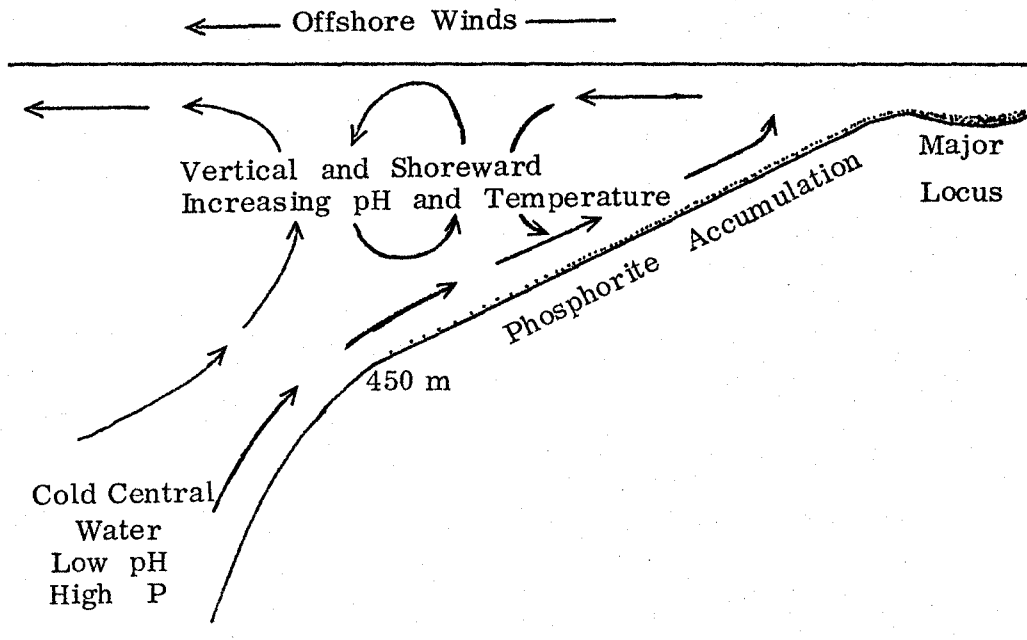 Offshore Winds
Vertical and Shoreward
Increasing pH and Temperature
Major
Locus
Phosphorite Accumulation
450 m
Cold Central
Water
Low pH
High P